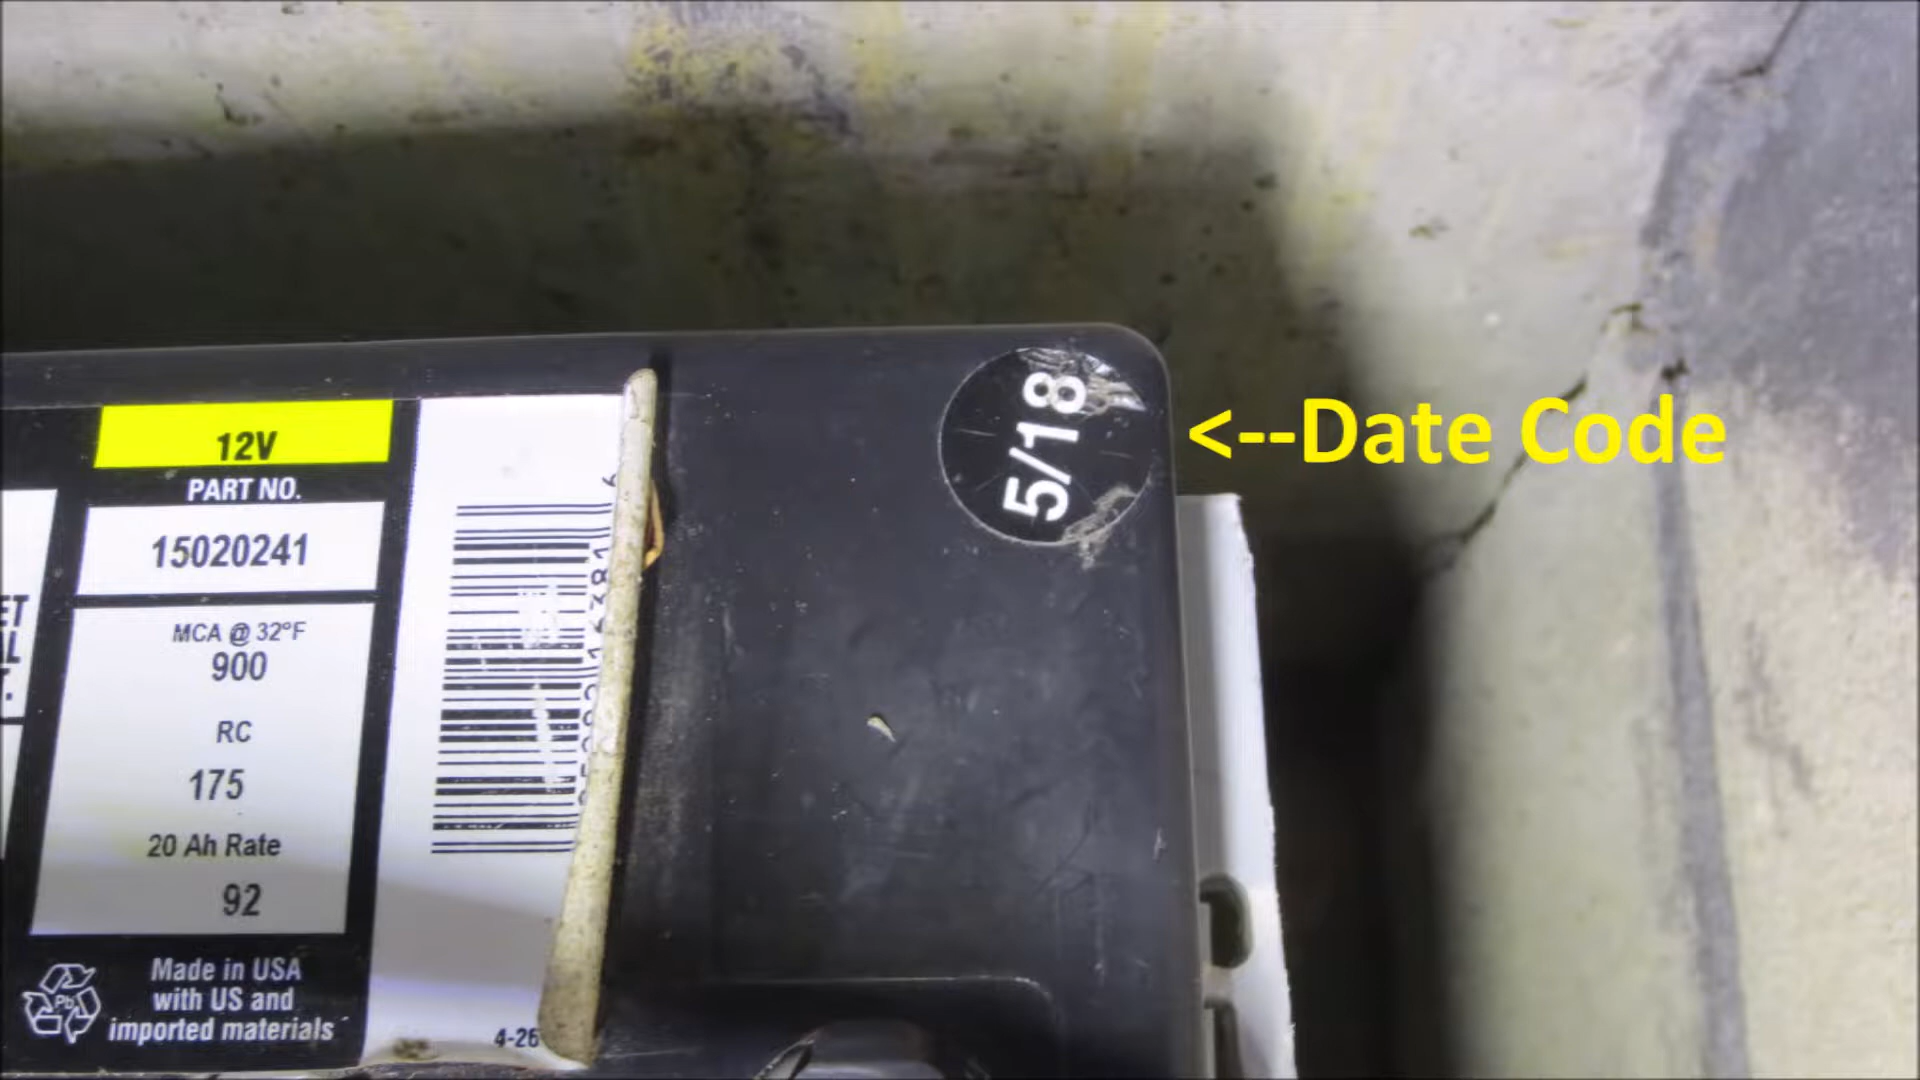 12V
PART NO.
15020241
MCA @ 32°F
900
RC
175
20 Ah Rate
92
Pb
Made in USA
with US and
imported materials
4-26
5/18
<--Date Code